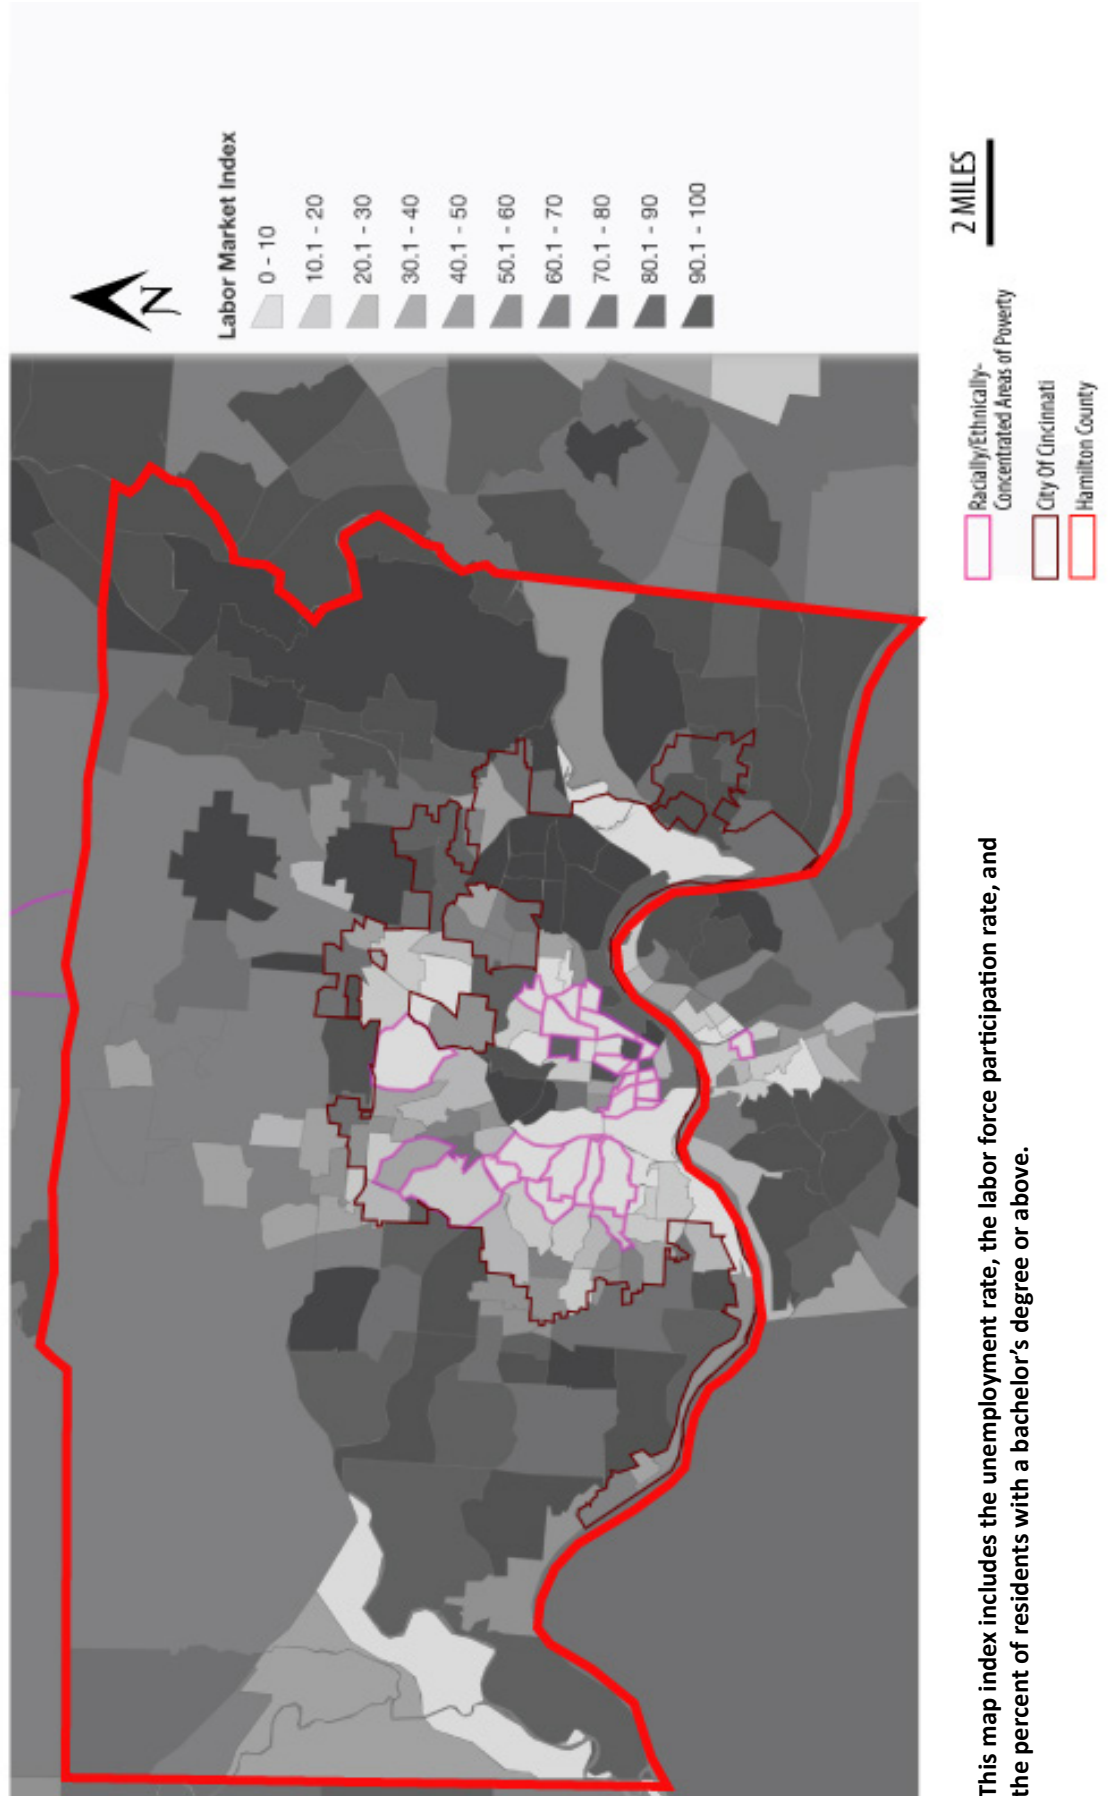 N
Labor Market Index
0 - 10
10.1 - 20
20.1 - 30
30.1 - 40
40.1 - 50
50.1 - 60
60.1 - 70
70.1 - 80
80.1 - 90
90.1 - 100
2 MILES
Racially/Ethnically-
Concentrated Areas of Poverty
City Of Cincinnati
Hamilton County
This map index includes the unemployment rate, the labor force participation rate, and
the percent of residents with a bachelor’s degree or above.